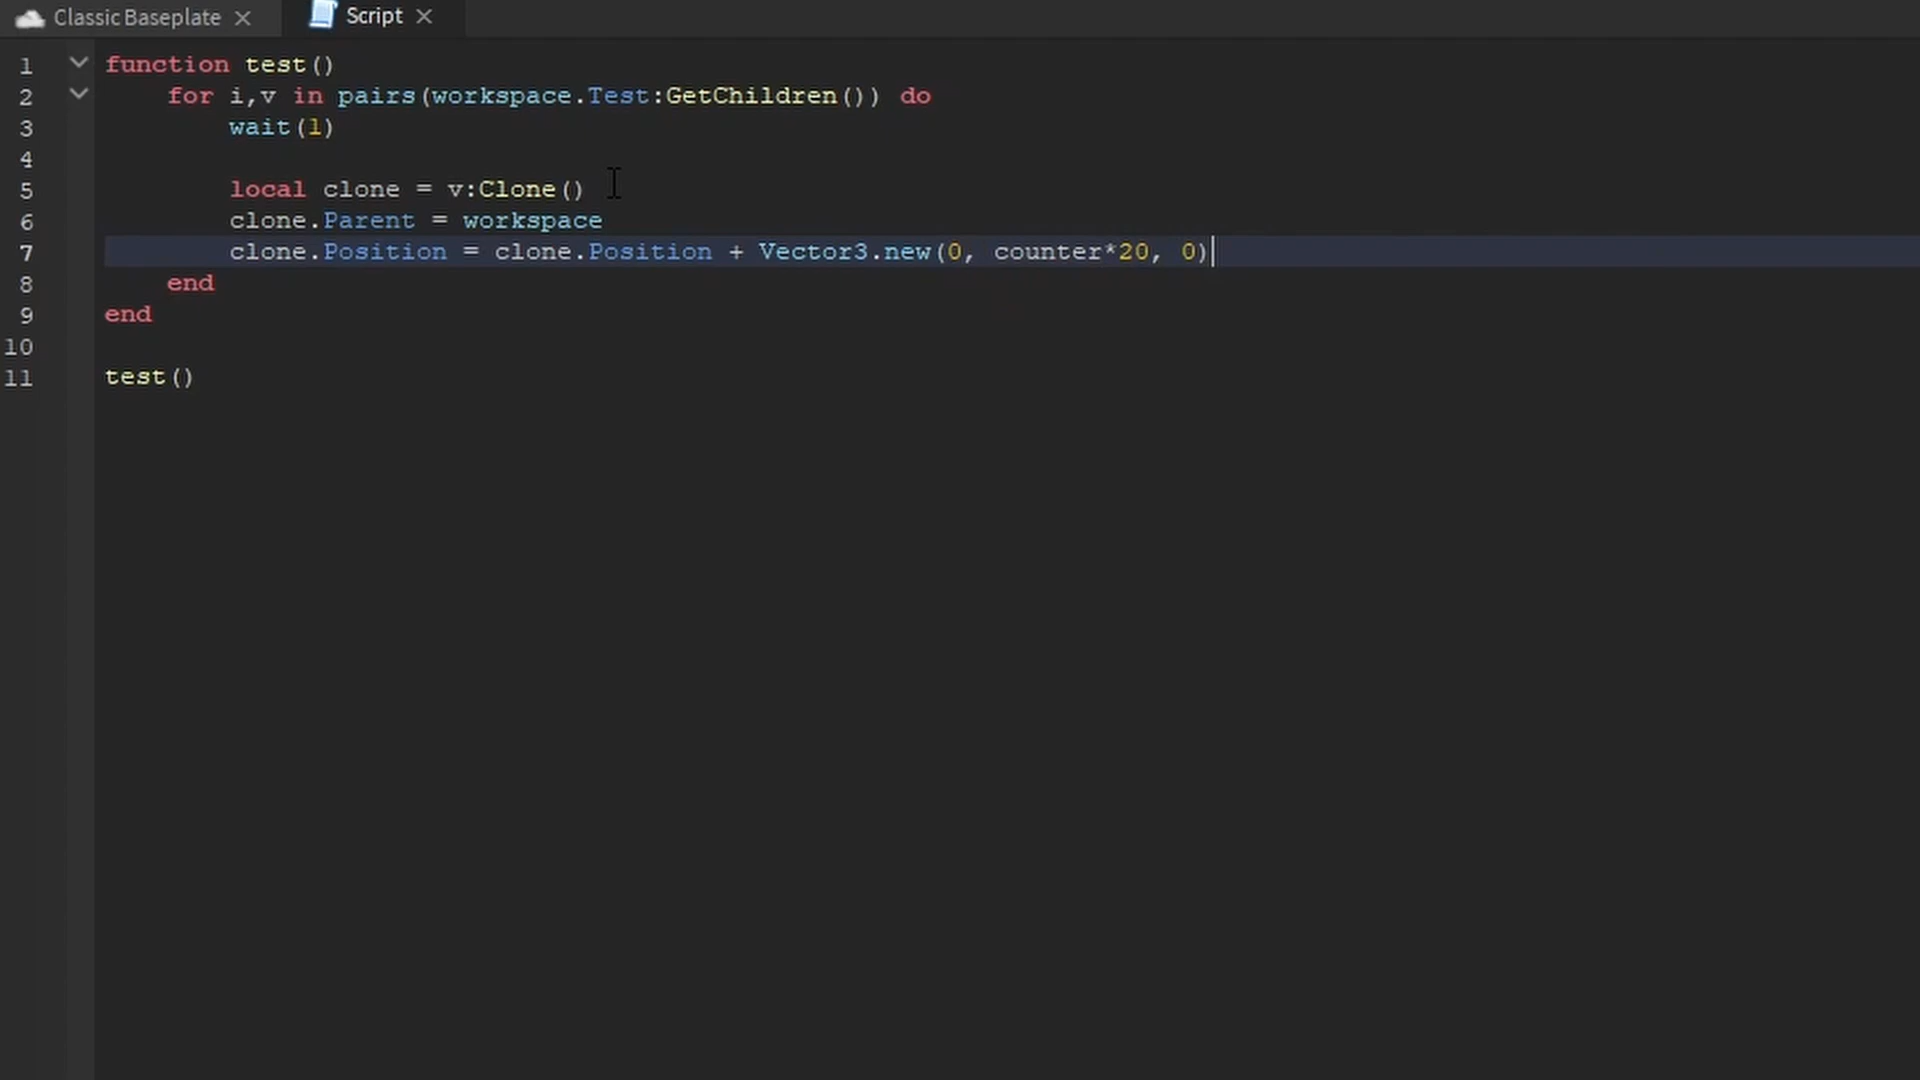 Classic Baseplate × Script ×
1 function test()
2 for i,v in pairs(workspace.Test:GetChildren()) do
3 wait(1)
4
5 local clone = v:Clone()
6 clone.Parent = workspace
7 clone.Position = clone.Position + Vector3.new(0, counter*20, 0)
8 end
9 end
10
11 test()